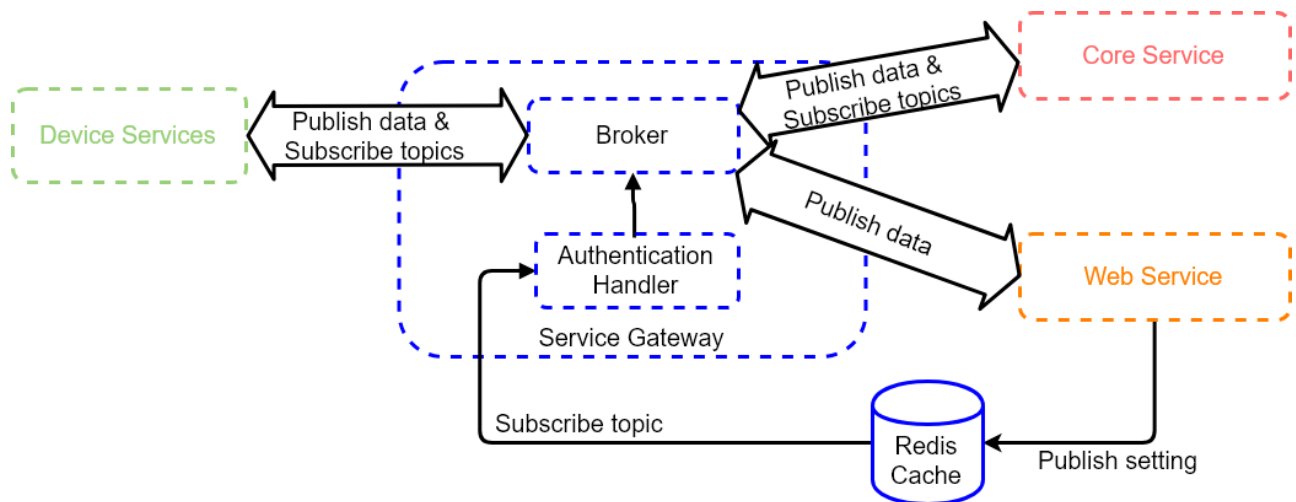 Device Services
Publish data &
Subscribe topics
Broker
Publish data &
Subscribe topics
Core Service
Publish data
Web Service
Authentication
Handler
Service Gateway
Subscribe topic
Redis
Cache
Publish setting